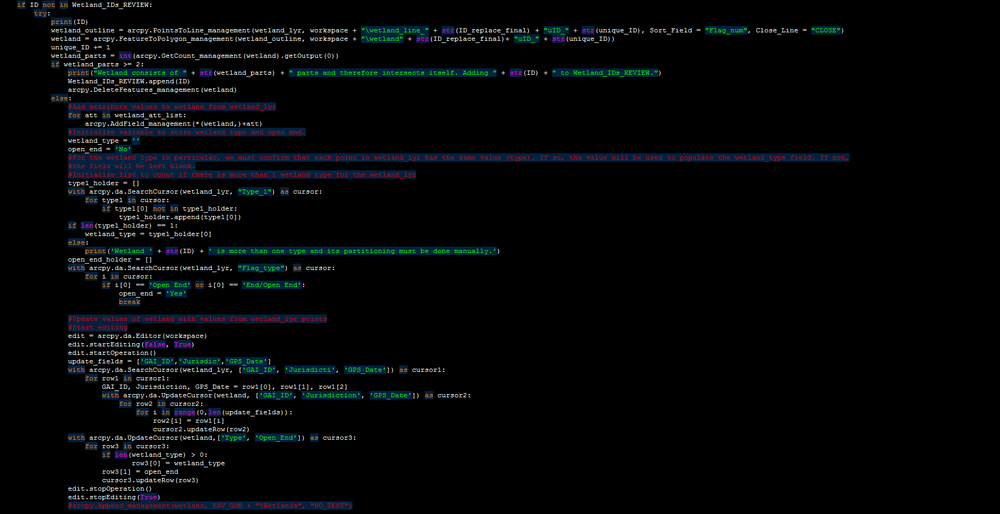 if ID not in Wetland_IDs_REVIEW:
    try:
        print(ID)
        wetland_outline = arcpy.PointsToLine_management(wetland_lyr, workspace + "\wetland_line_" + str(ID_replace_final) + "uID_" + str(unique_ID), Sort_Field = "Flag_num", Close_Line = "CLOSE")
        wetland = arcpy.FeatureToPolygon_management(wetland_outline, workspace + "\wetland" + str(ID_replace_final)+ "uID_" + str(unique_ID))
        unique_ID += 1
        wetland_parts = int(arcpy.GetCount_management(wetland).getOutput(0))
        if wetland_parts >= 2:
            print("Wetland consists of " + str(wetland_parts) + " parts and therefore intersects itself. Adding " + str(ID) + " to Wetland_IDs_REVIEW.")
            Wetland_IDs_REVIEW.append(ID)
            arcpy.DeleteFeatures_management(wetland)
        else:
            #Add attribute values to wetland from wetland_lyr
            for att in wetland_att_list:
                arcpy.AddField_management(*(wetland,)+att)
            #Initialize variable to store wetland type and open end.
            wetland_type = ''
            open_end = 'No'
            #For the wetland type in particular, we must confirm that each point in wetland_lyr has the same value (type). If so, the value will be used to populate the wetland_type field. If not,
            #the field will be left blank.
            #Initialize list to count if there is more than 1 wetland type for the wetland_lyr
            type1_holder = []
            with arcpy.da.SearchCursor(wetland_lyr, "Type_1") as cursor:
                for type1 in cursor:
                    if type1[0] not in type1_holder:
                        type1_holder.append(type1[0])
            if len(type1_holder) == 1:
                wetland_type = type1_holder[0]
            else:
                print('Wetland ' + str(ID) + ' is more than one type and its partitioning must be done manually.')
            open_end_holder = []
            with arcpy.da.SearchCursor(wetland_lyr, "Flag_type") as cursor:
                for i in cursor:
                    if i[0] == 'Open End' or i[0] == 'End/Open End':
                        open_end = 'Yes'
                        break
            #Update values of wetland with values from wetland_lyr points
            #Start editing
            edit = arcpy.da.Editor(workspace)
            edit.startEditing(False, True)
            edit.startOperation()
            update_fields = ['GAI_ID','Jurisdic','GPS_Date']
            with arcpy.da.SearchCursor(wetland_lyr, ['GAI_ID', 'Jurisdicti', 'GPS_Date']) as cursor1:
                for row1 in cursor1:
                    GAI_ID, Jurisdiction, GPS_Date = row1[0], row1[1], row1[2]
                    with arcpy.da.UpdateCursor(wetland, ['GAI_ID', 'Jurisdiction', 'GPS_Date']) as cursor2:
                        for row2 in cursor2:
                            for i in range(0,len(update_fields)):
                                row2[i] = row1[i]
                                cursor2.updateRow(row2)
            with arcpy.da.UpdateCursor(wetland,['Type', 'Open_End']) as cursor3:
                for row3 in cursor3:
                    if len(wetland_type) > 0:
                           row3[0] = wetland_type
                    row3[1] = open_end
                    cursor3.updateRow(row3)
            edit.stopOperation()
            edit.stopEditing(True)
            #arcpy.Append_management(wetland, ENV_GDB + "\Wetlands", "NO_TEST")